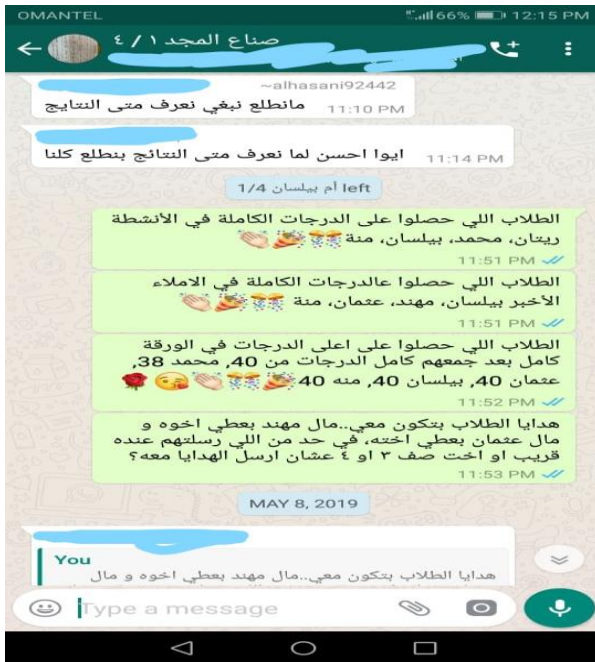 OMANTEL 66% 12:15 PM
صناع المجد ١ / ٤
~alhasani92442
مانطلع نبغي نعرف متى النتايج 11:10 PM
ايوا احسن لما نعرف متى النتائج بنطلع كلنا 11:14 PM
left أم بيلسان 1/4
الطلاب اللي حصلوا على الدرجات الكاملة في الأنشطة
ريتان، محمد، بيلسان، منة🎊🎉👏🏻
11:51 PM
الطلاب اللي حصلوا عالدرجات الكاملة في الاملاء
الأخير بيلسان، مهند، عثمان، منة 🎊🎉👏🏻
11:51 PM
الطلاب اللي حصلوا على اعلى الدرجات في الورقة
كامل بعد جمعهم كامل الدرجات من 40, محمد 38,
عثمان 40, بيلسان 40, منه 40🎉🎊👏🏻😘🌹
11:52 PM
هدايا الطلاب بتكون معي..مال مهند بعطي اخوه و
مال عثمان بعطي اخته، في حد من اللي رسلتهم عنده
قريب او اخت صف ٣ او ٤ عشان ارسل الهدايا معه؟
11:53 PM
MAY 8, 2019
You
هدايا الطلاب بتكون معي..مال مهند بعطي اخوه و مال
Type a message